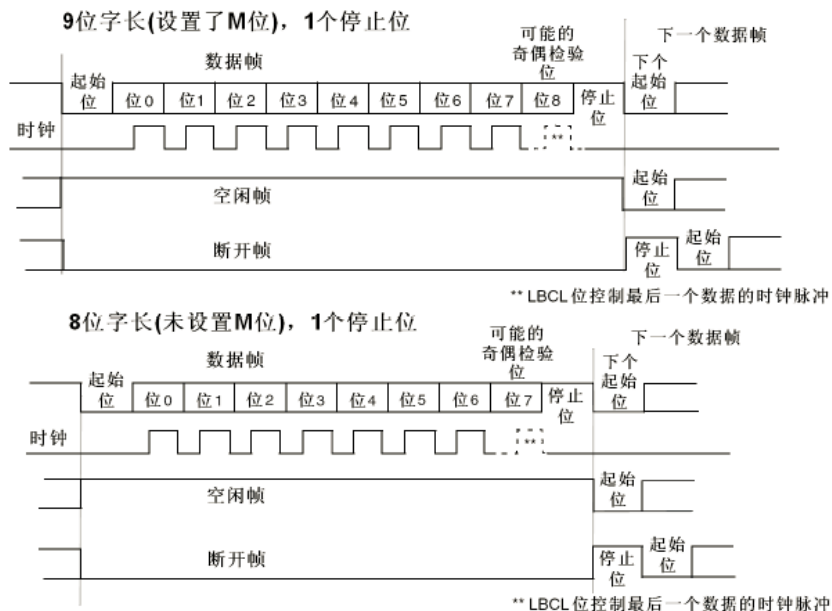 9位字长(设置了M位)，1个停止位
可能的
奇偶检验
位
下一个数据帧
数据帧
下个
起始
位
起始
位
位0
位1
位2
位3
位4
位5
位6
位7
位8
停止
位
时钟
**
空闲帧
起始
位
断开帧
停止
位
起始
位
** LBCL位控制最后一个数据的时钟脉冲
8位字长(未设置M位)，1个停止位
可能的
奇偶检验
位
下一个数据帧
数据帧
下个
起始
位
起始
位
位0
位1
位2
位3
位4
位5
位6
位7
停止
位
时钟
**
空闲帧
起始
位
断开帧
停止
位
起始
位
** LBCL位控制最后一个数据的时钟脉冲